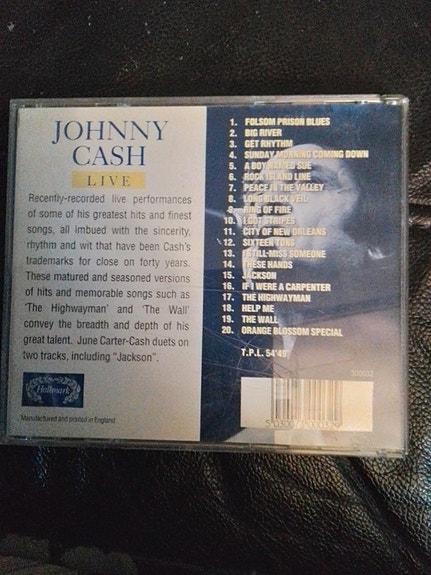 JOHNNY
CASH
LIVE
Recently-recorded live performances
of some of his greatest hits and finest
songs, all imbued with the sincerity,
rhythm and wit that have been Cash's
trademarks for close on forty years.
These matured and seasoned versions
of hits and memorable songs such as
'The Highwayman' and 'The Wall'
convey the breadth and depth of his
great talent. June Carter-Cash duets on
two tracks, including "Jackson".
Hallmark
Manufactured and printed in England
1. FOLSOM PRISON BLUES
2. BIG RIVER
3. GET RHYTHM
4. SUNDAY MORNING COMING DOWN
5. A BOY NAMED SUE
6. ROCK ISLAND LINE
7. PEACE IN THE VALLEY
8. LONG BLACK VEIL
9. RING OF FIRE
10. I GOT STRIPES
11. CITY OF NEW ORLEANS
12. SIXTEEN TONS
13. I STILL MISS SOMEONE
14. THESE HANDS
15. JACKSON
16. IF I WERE A CARPENTER
17. THE HIGHWAYMAN
18. HELP ME
19. THE WALL
20. ORANGE BLOSSOM SPECIAL
T.P.L. 54'49"